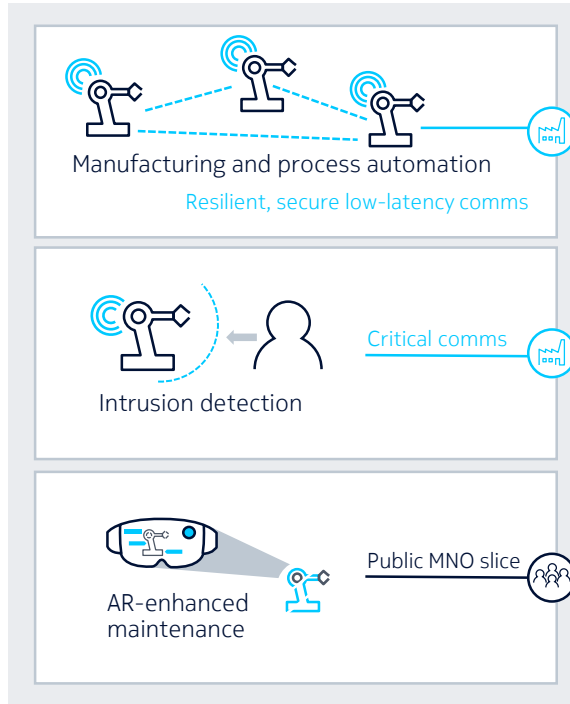 Manufacturing and process automation
Resilient, secure low-latency comms
Critical comms
Intrusion detection
Public MNO slice
AR-enhanced
maintenance